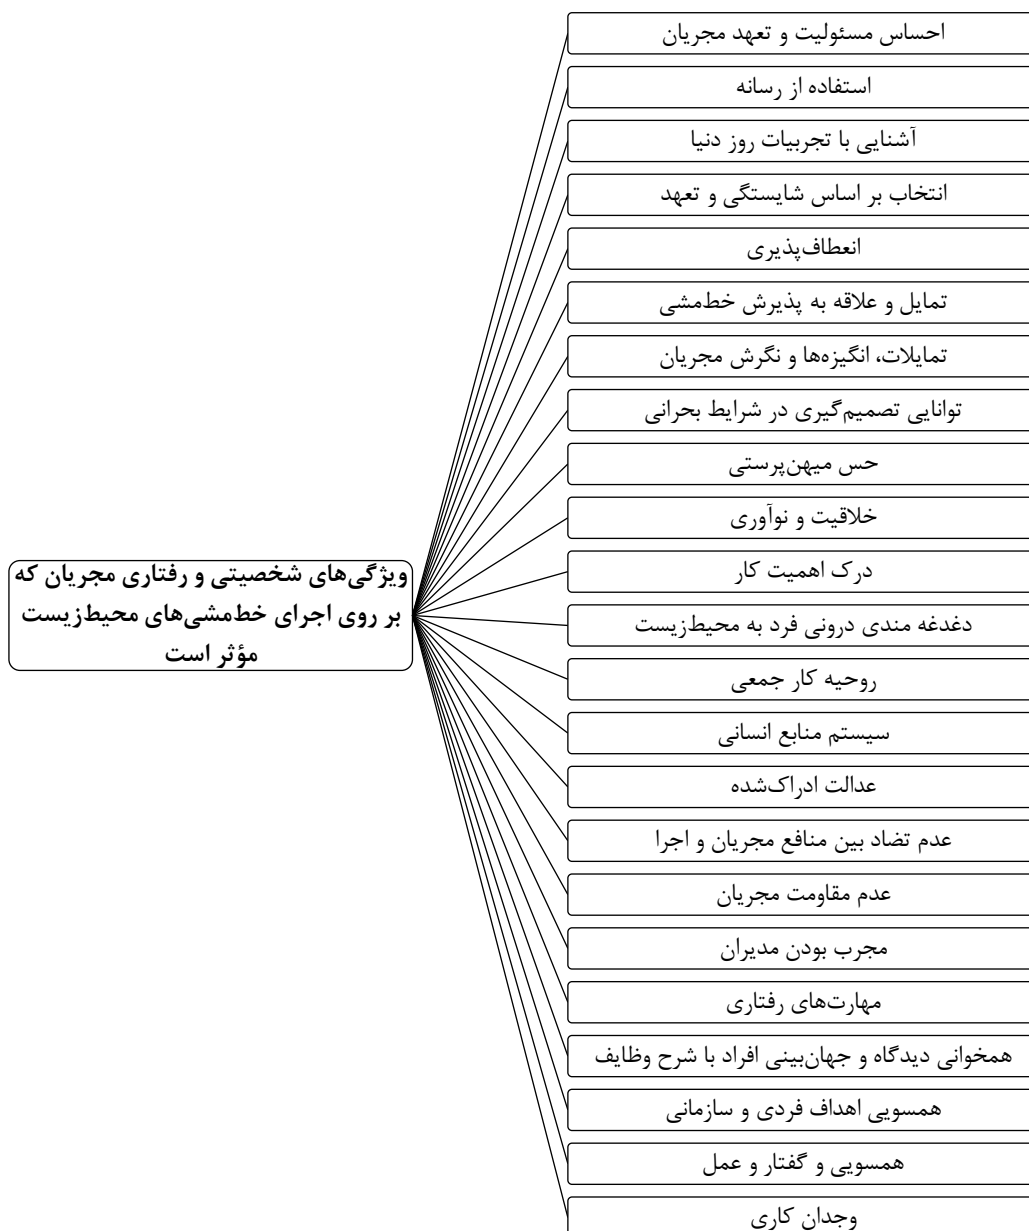 احساس مسئولیت و تعهد مجریان
استفاده از رسانه
آشنایی با تجربیات روز دنیا
انتخاب بر اساس شایستگی و تعهد
انعطاف‌پذیری
تمایل و علاقه به پذیرش خط‌مشی
تمایلات، انگیزه‌ها و نگرش مجریان
توانایی تصمیم‌گیری در شرایط بحرانی
حس میهن‌پرستی
خلاقیت و نوآوری
ویژگی‌های شخصیتی و رفتاری مجریان که
بر روی اجرای خط‌مشی‌های محیط‌زیست
مؤثر است
درک اهمیت کار
دغدغه مندی درونی فرد به محیط‌زیست
روحیه کار جمعی
سیستم منابع انسانی
عدالت ادراک‌شده
عدم تضاد بین منافع مجریان و اجرا
عدم مقاومت مجریان
مجرب بودن مدیران
مهارت‌های رفتاری
همخوانی دیدگاه و جهان‌بینی افراد با شرح وظایف
همسویی اهداف فردی و سازمانی
همسویی و گفتار و عمل
وجدان کاری